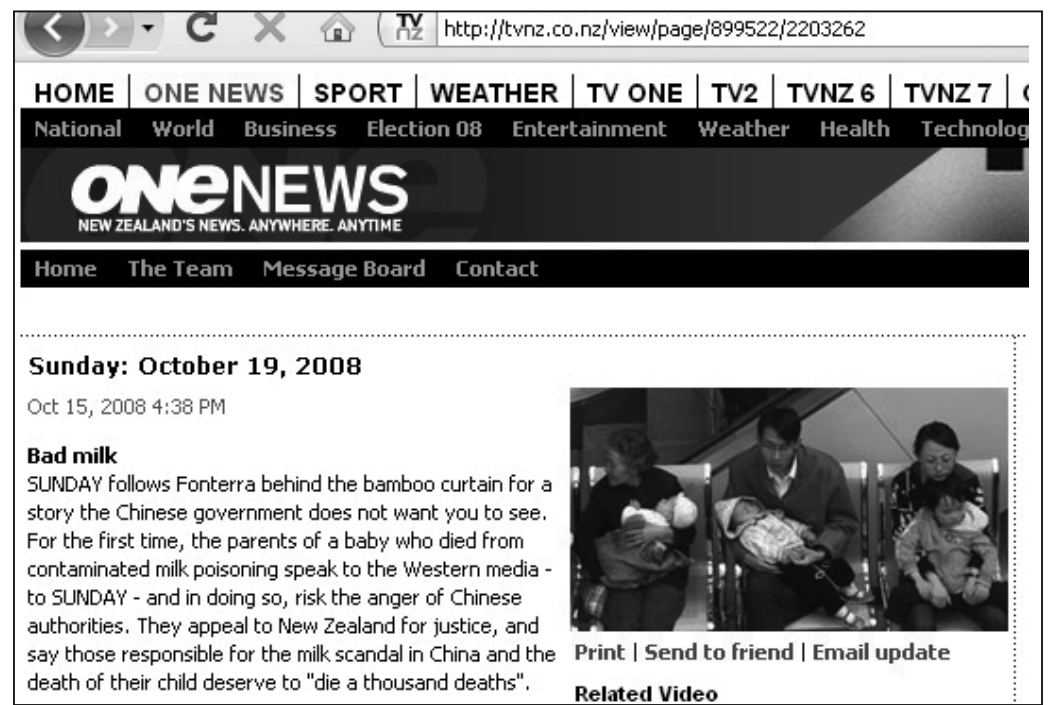 TV
NZ
http://tvnz.co.nz/view/page/899522/2203262
HOME | ONE NEWS | SPORT | WEATHER | TV ONE | TV2 | TVNZ 6 | TVNZ 7
National World Business Election 08 Entertainment Weather Health Technolog
ONE NEWS
NEW ZEALAND'S NEWS. ANYWHERE. ANYTIME
Home The Team Message Board Contact
Sunday: October 19, 2008
Oct 15, 2008 4:38 PM
Bad milk
SUNDAY follows Fonterra behind the bamboo curtain for a
story the Chinese government does not want you to see.
For the first time, the parents of a baby who died from
contaminated milk poisoning speak to the Western media -
to SUNDAY - and in doing so, risk the anger of Chinese
authorities. They appeal to New Zealand for justice, and
say those responsible for the milk scandal in China and the
death of their child deserve to "die a thousand deaths".
Print | Send to friend | Email update
Related Video